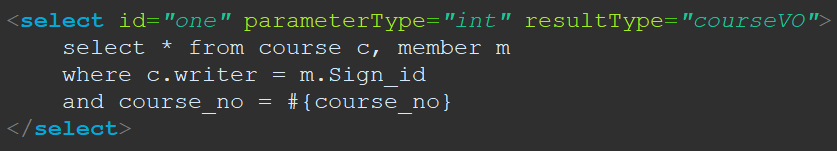 <select id="one" parameterType="int" resultType="courseVO">
select * from course c, member m
where c.writer = m.Sign_id
and course_no = #{course_no}
</select>